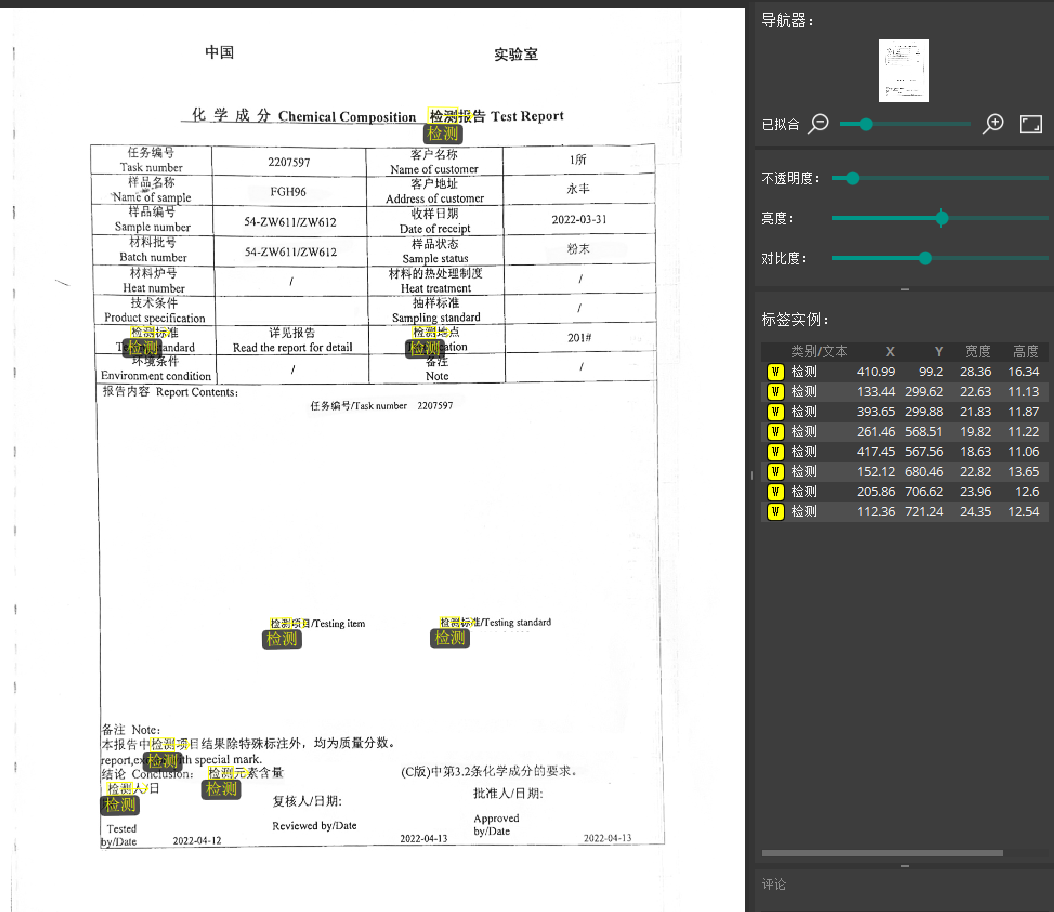 中国
实验室
化 学 成 分 Chemical Composition 检测报告 Test Report
检测
任务编号 Task number 2207597 客户名称 Name of customer 1所
样品名称 Name of sample FGH96 客户地址 Address of customer 永丰
样品编号 Sample number 54-ZW611/ZW612 收样日期 Date of receipt 2022-03-31
材料批号 Batch number 54-ZW611/ZW612 样品状态 Sample status 粉末
材料炉号 Heat number / 材料的热处理制度 Heat treatment /
技术条件 Product specification 抽样标准 Sampling standard /
检测标准 检测 andard 详见报告 Read the report for detail 检测地点 检测 ation 201#
环境条件 Environment condition / 备注 Note /
报告内容 Report Contents:
任务编号/Task number 2207597
检测项目/Testing item 检测标准/Testing standard
检测 检测
备注 Note:
本报告中检测项目结果除特殊标注外，均为质量分数。
report,ex 检测 th special mark.
结论 Conclusion: 检测元素含量 (C版)中第3.2条化学成分的要求。
检测
检测人/日 复核人/日期: 批准人/日期:
检测
Tested by/Date 2022-04-12 Reviewed by/Date 2022-04-13 Approved by/Date 2022-04-13
导航器：
已拟合
不透明度：
亮度：
对比度：
标签实例：
类别/文本 X Y 宽度 高度
W 检测 410.99 99.2 28.36 16.34
W 检测 133.44 299.62 22.63 11.13
W 检测 393.65 299.88 21.83 11.87
W 检测 261.46 568.51 19.82 11.22
W 检测 417.45 567.56 18.63 11.06
W 检测 152.12 680.46 22.82 13.65
W 检测 205.86 706.62 23.96 12.6
W 检测 112.36 721.24 24.35 12.54
评论